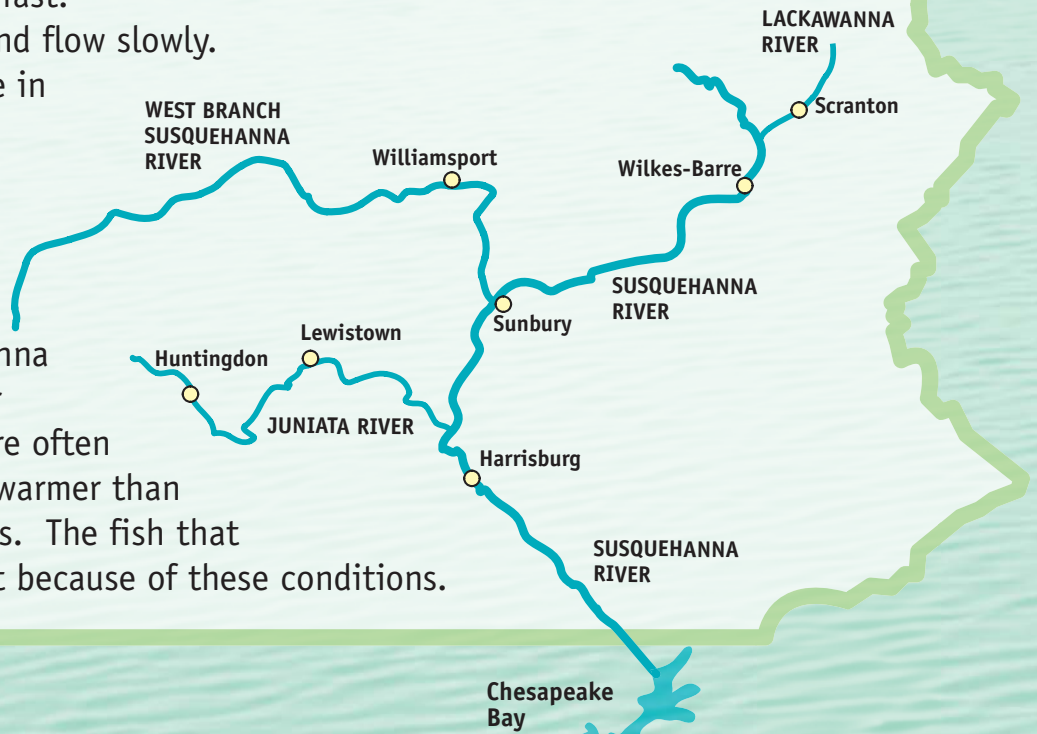 nd flow slowly.
e in
LACKAWANNA
RIVER
Scranton
WEST BRANCH
SUSQUEHANNA
RIVER
Williamsport
Wilkes-Barre
SUSQUEHANNA
RIVER
Sunbury
Lewistown
Huntingdon
JUNIATA RIVER
nna
re often
warmer than
s. The fish that
t because of these conditions.
Harrisburg
SUSQUEHANNA
RIVER
Chesapeake
Bay